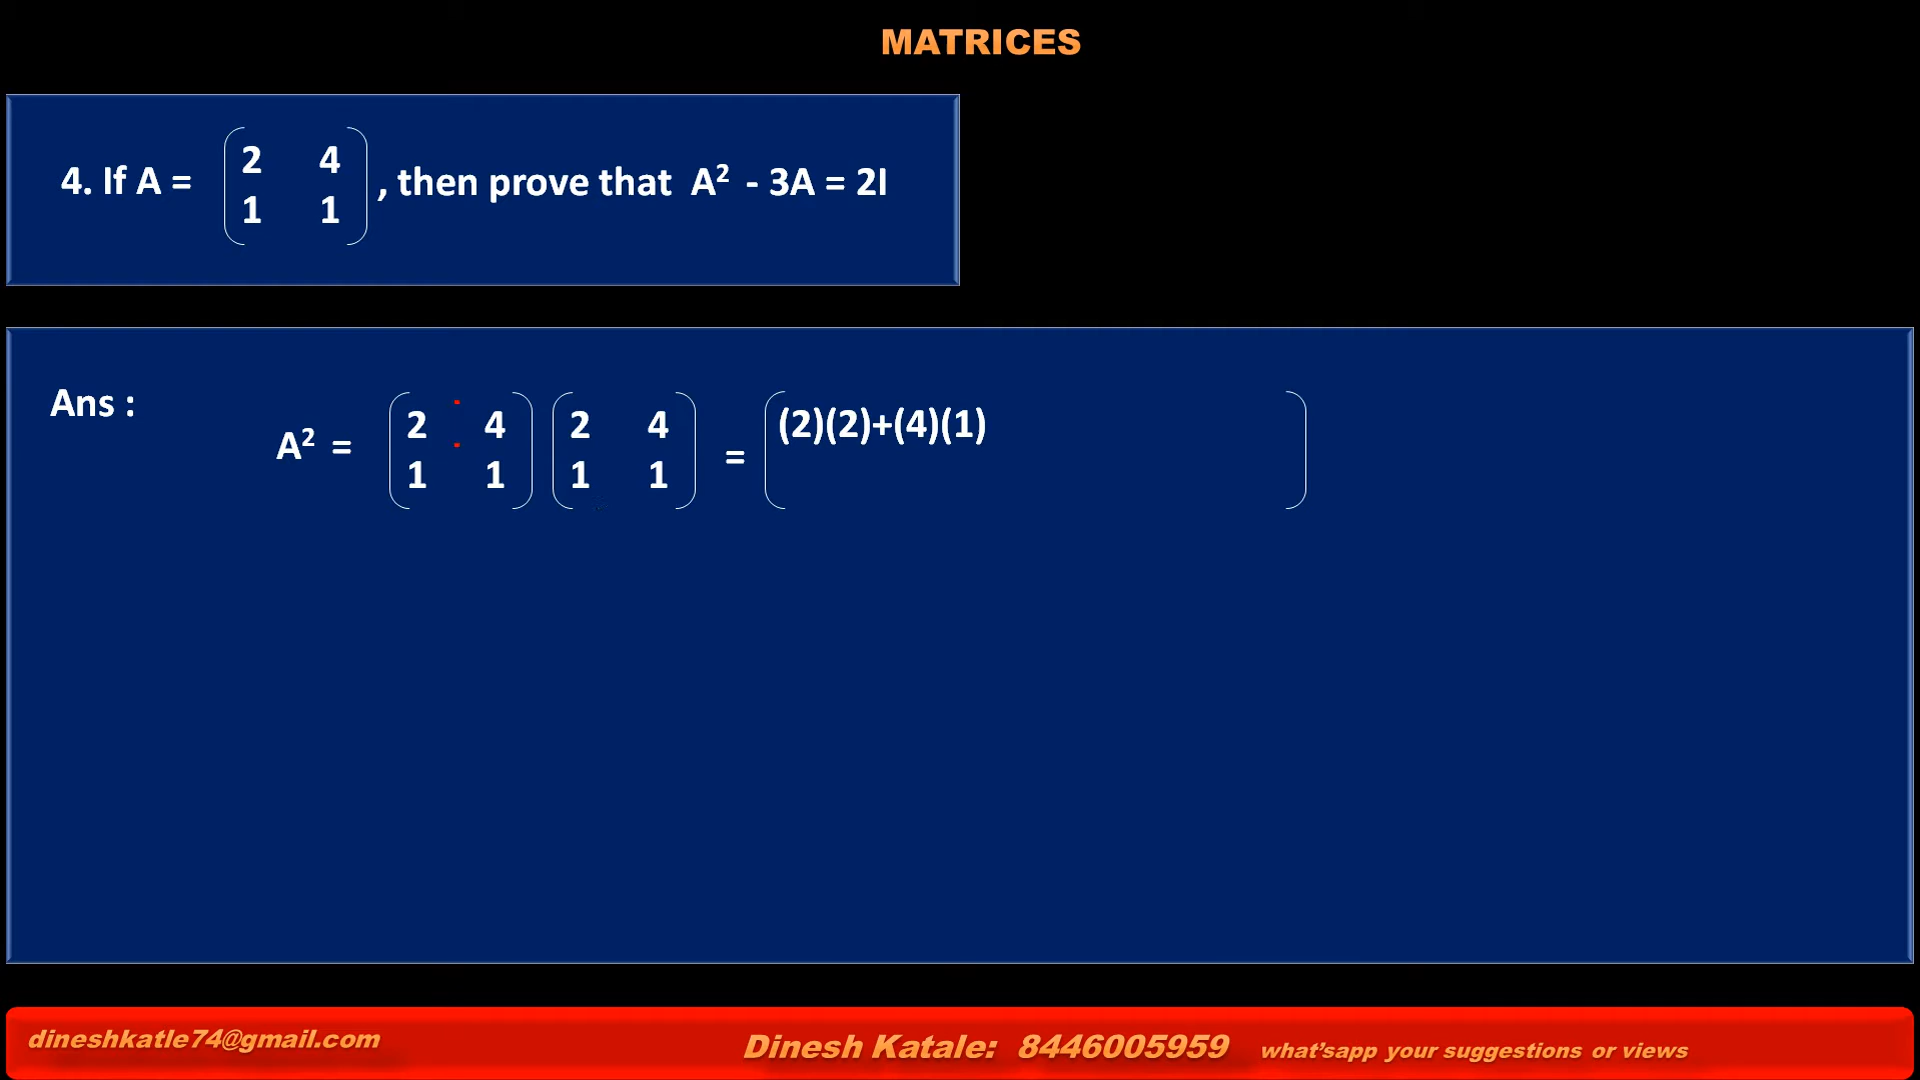 MATRICES
4. If A = (2 4
1 1) , then prove that A² - 3A = 2I
Ans :
A² = (2 4
1 1) (2 4
1 1) = ((2)(2)+(4)(1) )
dineshkatle74@gmail.com
Dinesh Katale: 8446005959 what'sapp your suggestions or views